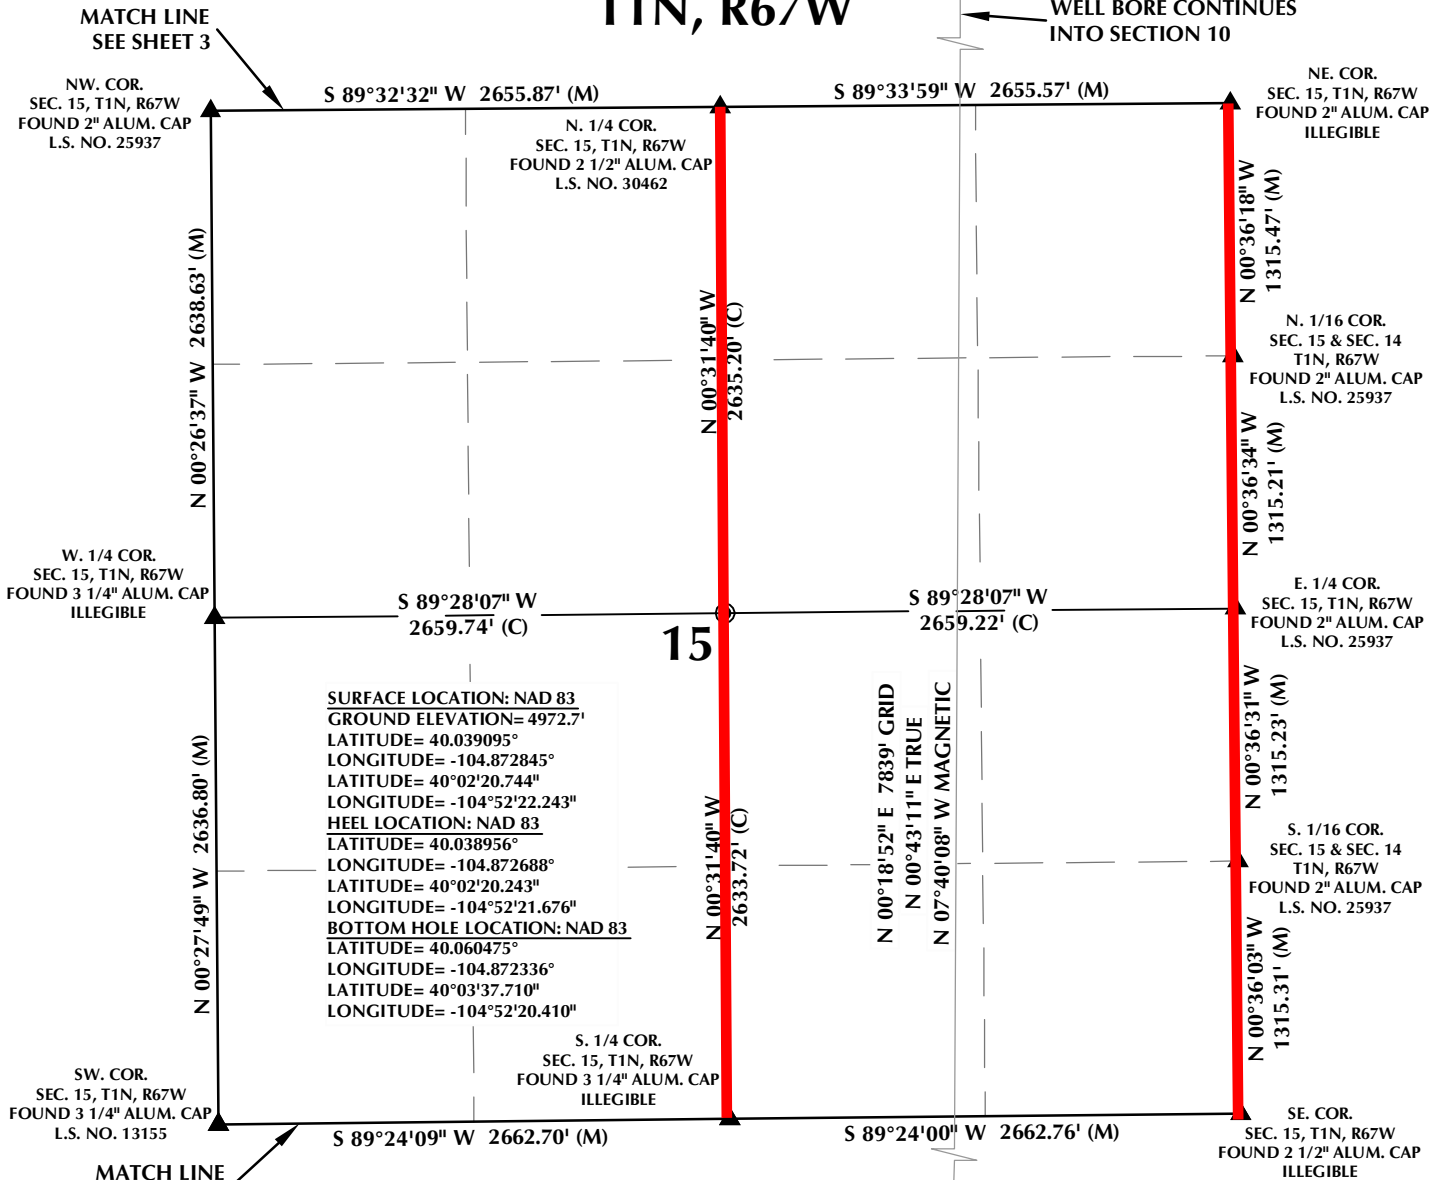 T1N, R67W
MATCH LINE
SEE SHEET 3
WELL BORE CONTINUES
INTO SECTION 10
NW. COR.
SEC. 15, T1N, R67W
FOUND 2" ALUM. CAP
L.S. NO. 25937
S 89°32'32" W 2655.87' (M)
N. 1/4 COR.
SEC. 15, T1N, R67W
FOUND 2 1/2" ALUM. CAP
L.S. NO. 30462
S 89°33'59" W 2655.57' (M)
NE. COR.
SEC. 15, T1N, R67W
FOUND 2" ALUM. CAP
ILLEGIBLE
N 00°26'37" W 2638.63' (M)
N 00°31'40" W
2635.20' (C)
N 00°36'18" W
1315.47' (M)
N. 1/16 COR.
SEC. 15 & SEC. 14
T1N, R67W
FOUND 2" ALUM. CAP
L.S. NO. 25937
N 00°36'34" W
1315.21' (M)
W. 1/4 COR.
SEC. 15, T1N, R67W
FOUND 3 1/4" ALUM. CAP
ILLEGIBLE
S 89°28'07" W
2659.74' (C)
15
S 89°28'07" W
2659.22' (C)
E. 1/4 COR.
SEC. 15, T1N, R67W
FOUND 2" ALUM. CAP
L.S. NO. 25937
N 00°27'49" W 2636.80' (M)
SURFACE LOCATION: NAD 83
GROUND ELEVATION= 4972.7'
LATITUDE= 40.039095°
LONGITUDE= -104.872845°
LATITUDE= 40°02'20.744"
LONGITUDE= -104°52'22.243"
HEEL LOCATION: NAD 83
LATITUDE= 40.038956°
LONGITUDE= -104.872688°
LATITUDE= 40°02'20.243"
LONGITUDE= -104°52'21.676"
BOTTOM HOLE LOCATION: NAD 83
LATITUDE= 40.060475°
LONGITUDE= -104.872336°
LATITUDE= 40°03'37.710"
LONGITUDE= -104°52'20.410"
N 00°31'40" W
2633.72' (C)
N 00°18'52" E 7839' GRID
N 00°43'11" E TRUE
N 07°40'08" W MAGNETIC
N 00°36'31" W
1315.23' (M)
S. 1/16 COR.
SEC. 15 & SEC. 14
T1N, R67W
FOUND 2" ALUM. CAP
L.S. NO. 25937
N 00°36'03" W
1315.31' (M)
SW. COR.
SEC. 15, T1N, R67W
FOUND 3 1/4" ALUM. CAP
L.S. NO. 13155
S. 1/4 COR.
SEC. 15, T1N, R67W
FOUND 3 1/4" ALUM. CAP
ILLEGIBLE
S 89°24'09" W 2662.70' (M)
S 89°24'00" W 2662.76' (M)
SE. COR.
SEC. 15, T1N, R67W
FOUND 2 1/2" ALUM. CAP
ILLEGIBLE
MATCH LINE